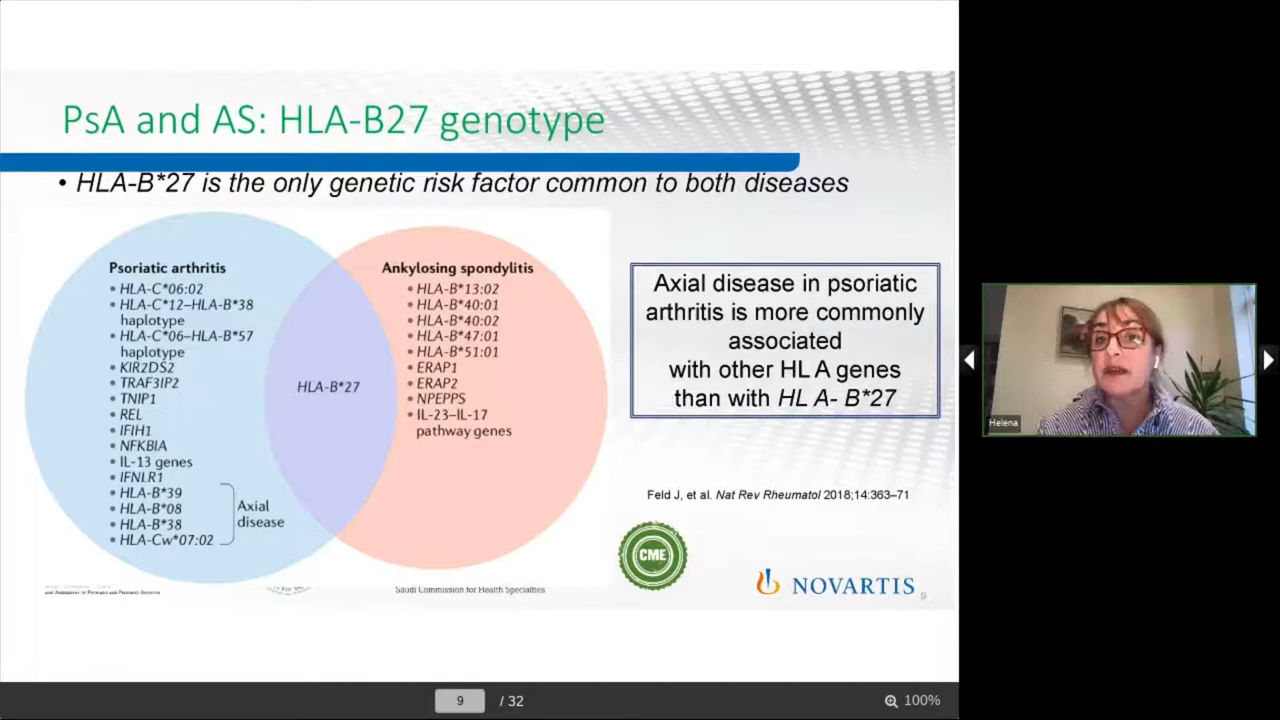 PsA and AS: HLA-B27 genotype
• HLA-B*27 is the only genetic risk factor common to both diseases
Psoriatic arthritis
• HLA-C*06:02
• HLA-C*12–HLA-B*38
haplotype
• HLA-C*06–HLA-B*57
haplotype
• KIR2DS2
• TRAF3IP2
• TNIP1
• REL
• IFIH1
• NFKBIA
• IL-13 genes
• IFNLR1
• HLA-B*39
• HLA-B*08
• HLA-B*38
• HLA-Cw*07:02
Axial
disease
HLA-B*27
Ankylosing spondylitis
• HLA-B*13:02
• HLA-B*40:01
• HLA-B*40:02
• HLA-B*47:01
• HLA-B*51:01
• ERAP1
• ERAP2
• NPEPPS
• IL-23–IL-17
pathway genes
Axial disease in psoriatic
arthritis is more commonly
associated
with other HL A genes
than with HL A- B*27
Feld J, et al. Nat Rev Rheumatol 2018;14:363–71
CME
NOVARTIS
9
Saudi Commission for Health Specialties
Helena
9 / 32
100%